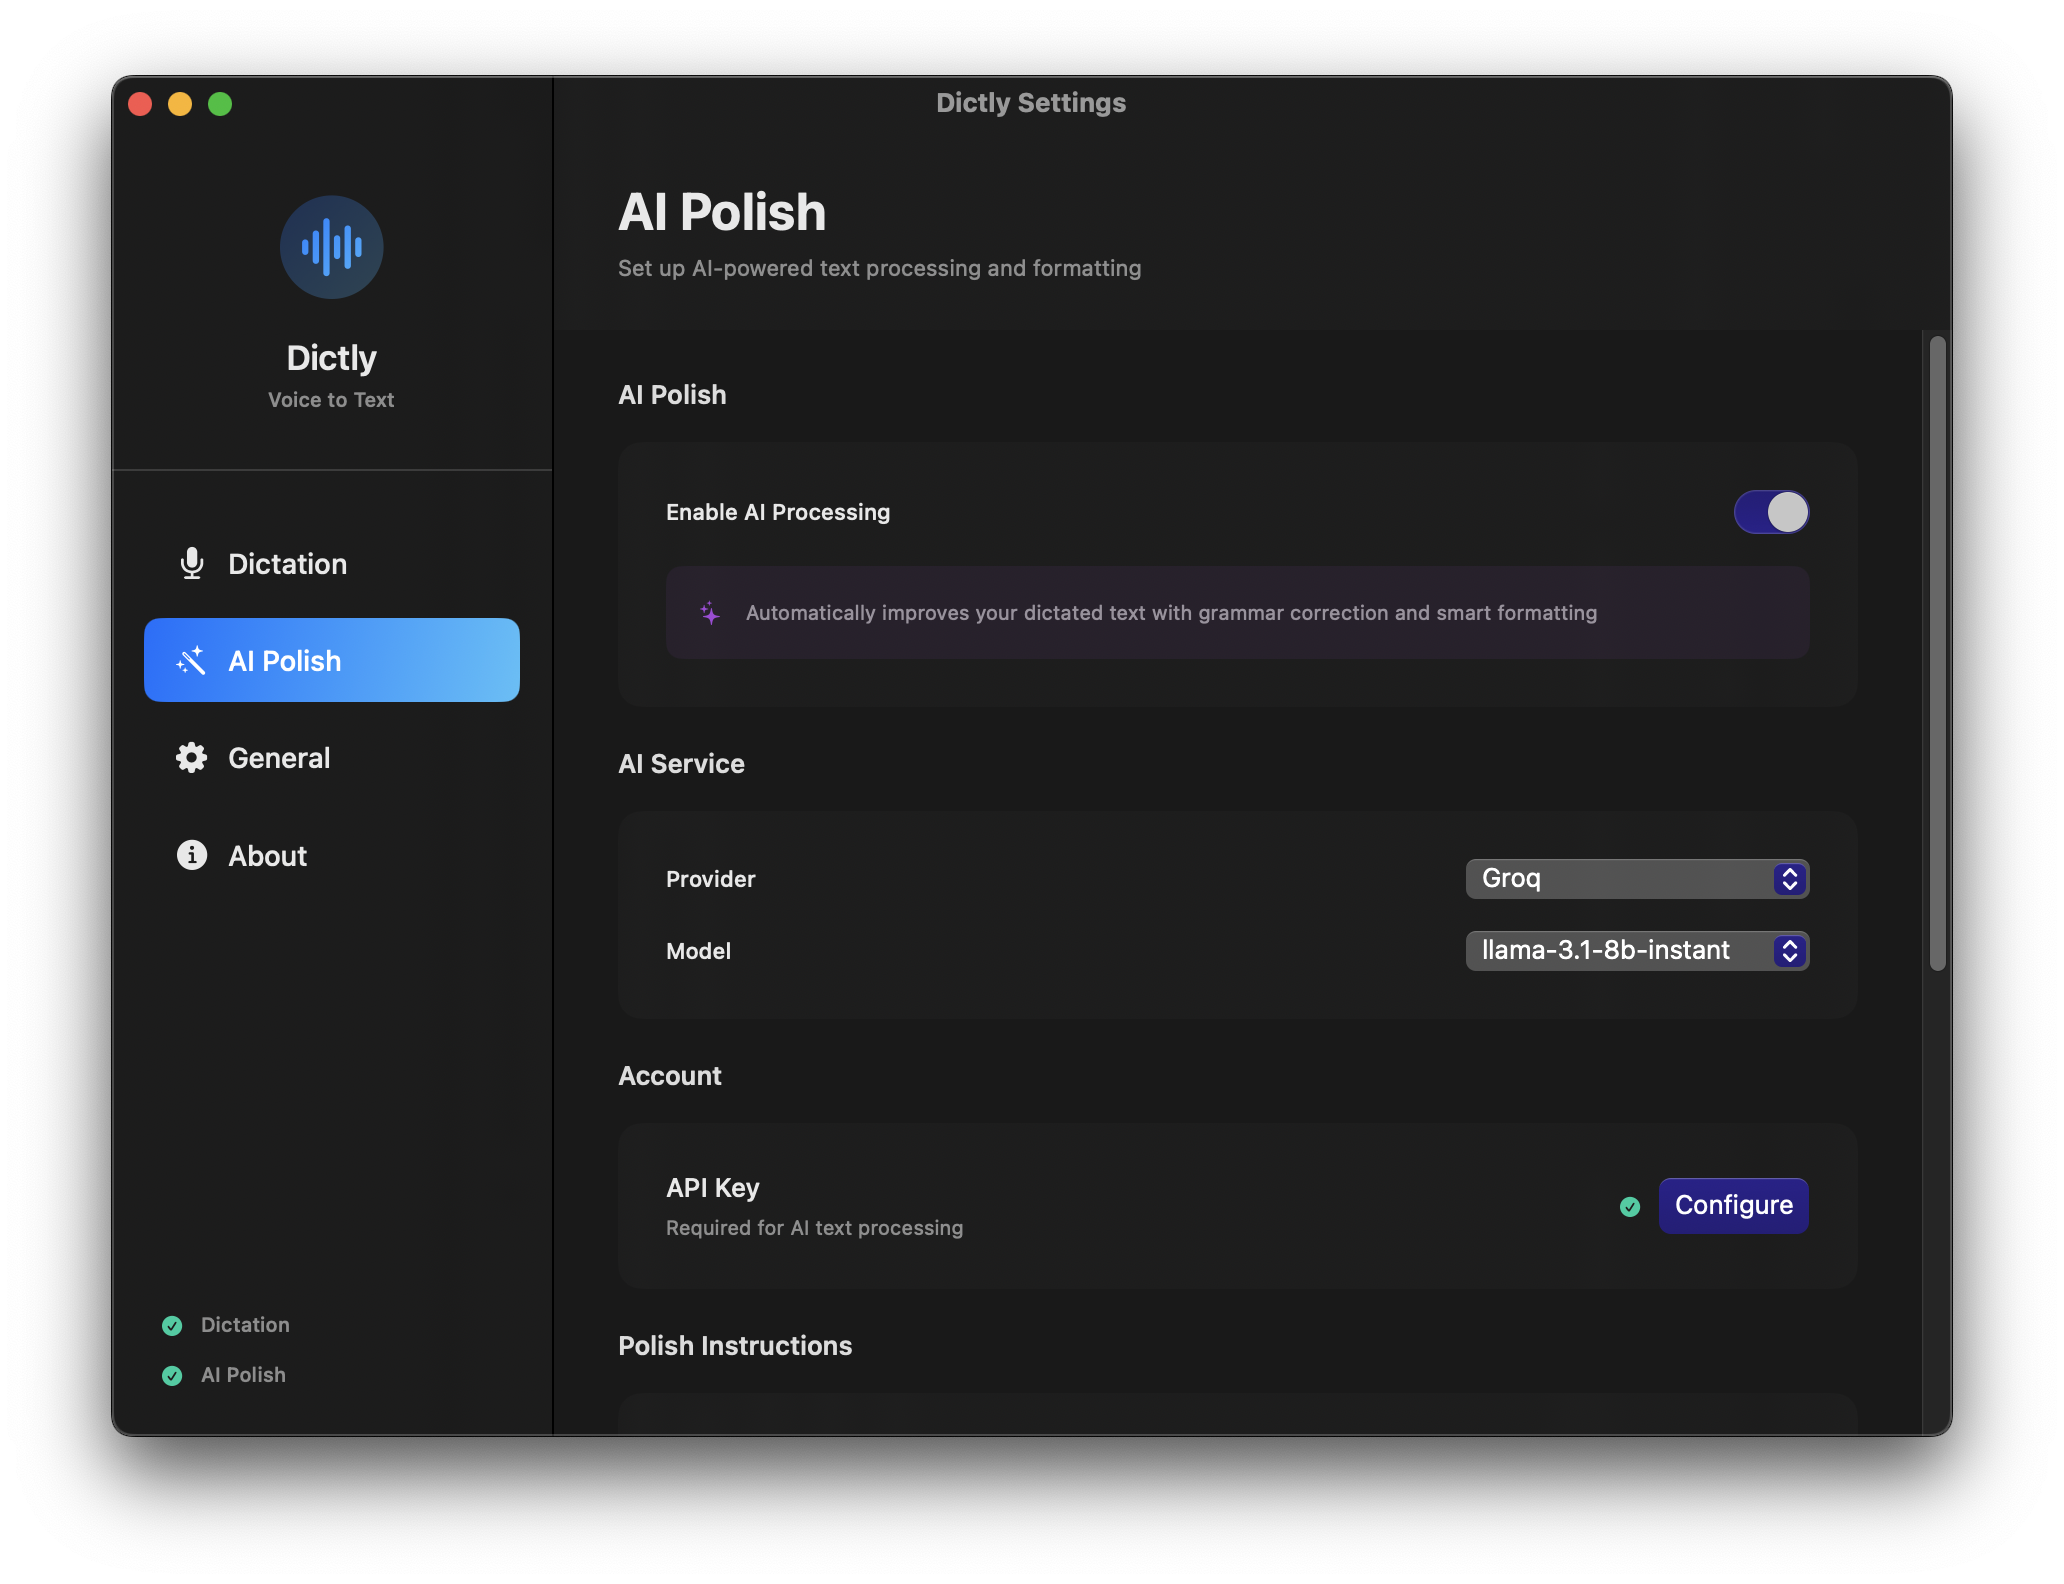 Dictly Settings
Dictly
Voice to Text
Dictation
AI Polish
General
About
Dictation
AI Polish
AI Polish
Set up AI-powered text processing and formatting
AI Polish
Enable AI Processing
Automatically improves your dictated text with grammar correction and smart formatting
AI Service
Provider
Groq
Model
llama-3.1-8b-instant
Account
API Key
Required for AI text processing
Configure
Polish Instructions